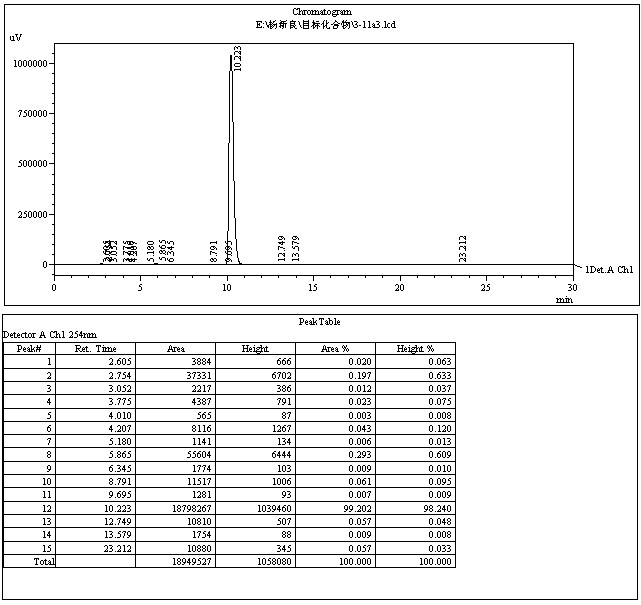 Chromatogram
E:\杨新良\目标化合物\3-11a3.lcd
uV
1000000
750000
500000
250000
0
10.223
3.052
3.775
4.207
5.180
5.865
6.345
8.791
9.695
12.749
13.579
23.212
1Det.A Ch1
0 5 10 15 20 25 30
min
PeakTable
Detector A Ch1 254nm
Peak# Ret. Time Area Height Area % Height %
1 2.605 3884 666 0.020 0.063
2 2.754 37331 6702 0.197 0.633
3 3.052 2217 386 0.012 0.037
4 3.775 4387 791 0.023 0.075
5 4.010 565 87 0.003 0.008
6 4.207 8116 1267 0.043 0.120
7 5.180 1141 134 0.006 0.013
8 5.865 55604 6444 0.293 0.609
9 6.345 1774 103 0.009 0.010
10 8.791 11517 1006 0.061 0.095
11 9.695 1281 93 0.007 0.009
12 10.223 18798267 1039460 99.202 98.240
13 12.749 10810 507 0.057 0.048
14 13.579 1754 88 0.009 0.008
15 23.212 10880 345 0.057 0.033
Total 18949527 1058080 100.000 100.000